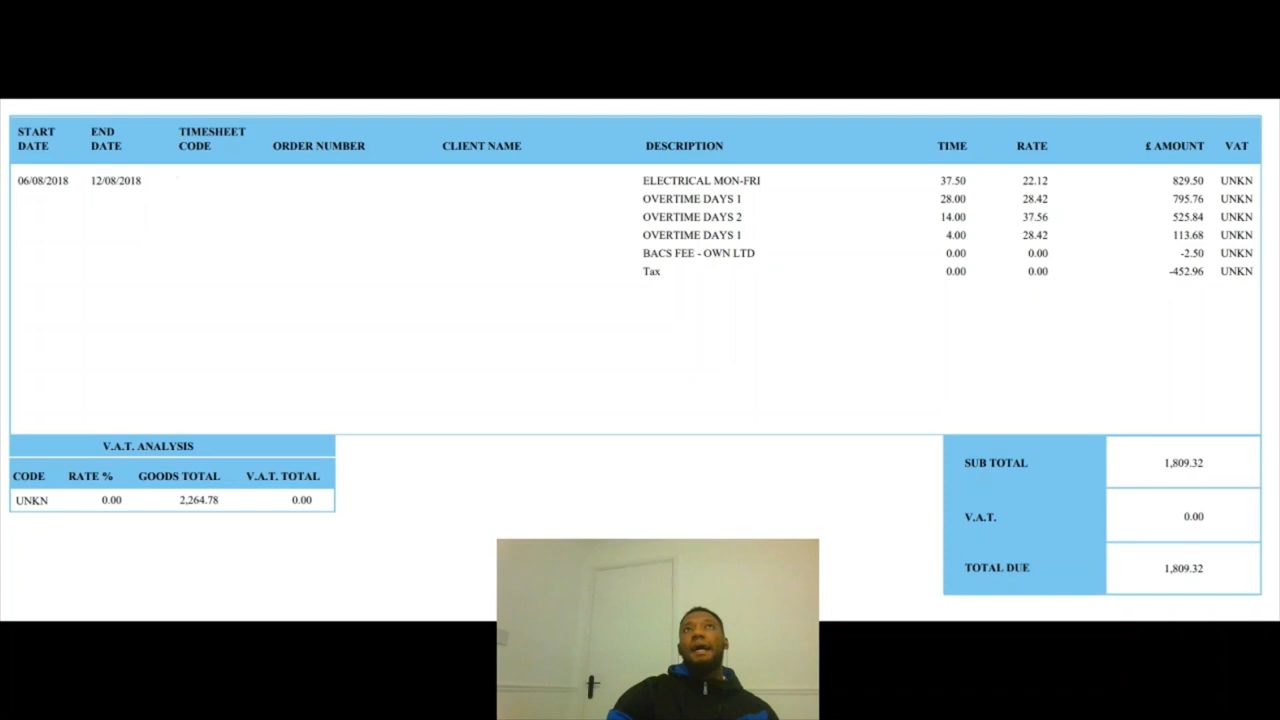 START DATE END DATE TIMESHEET CODE ORDER NUMBER CLIENT NAME DESCRIPTION TIME RATE £ AMOUNT VAT
06/08/2018 12/08/2018 ELECTRICAL MON-FRI 37.50 22.12 829.50 UNKN
OVERTIME DAYS 1 28.00 28.42 795.76 UNKN
OVERTIME DAYS 2 14.00 37.56 525.84 UNKN
OVERTIME DAYS 1 4.00 28.42 113.68 UNKN
BACS FEE - OWN LTD 0.00 0.00 -2.50 UNKN
Tax 0.00 0.00 -452.96 UNKN
V.A.T. ANALYSIS
CODE RATE % GOODS TOTAL V.A.T. TOTAL
UNKN 0.00 2,264.78 0.00
SUB TOTAL 1,809.32
V.A.T. 0.00
TOTAL DUE 1,809.32